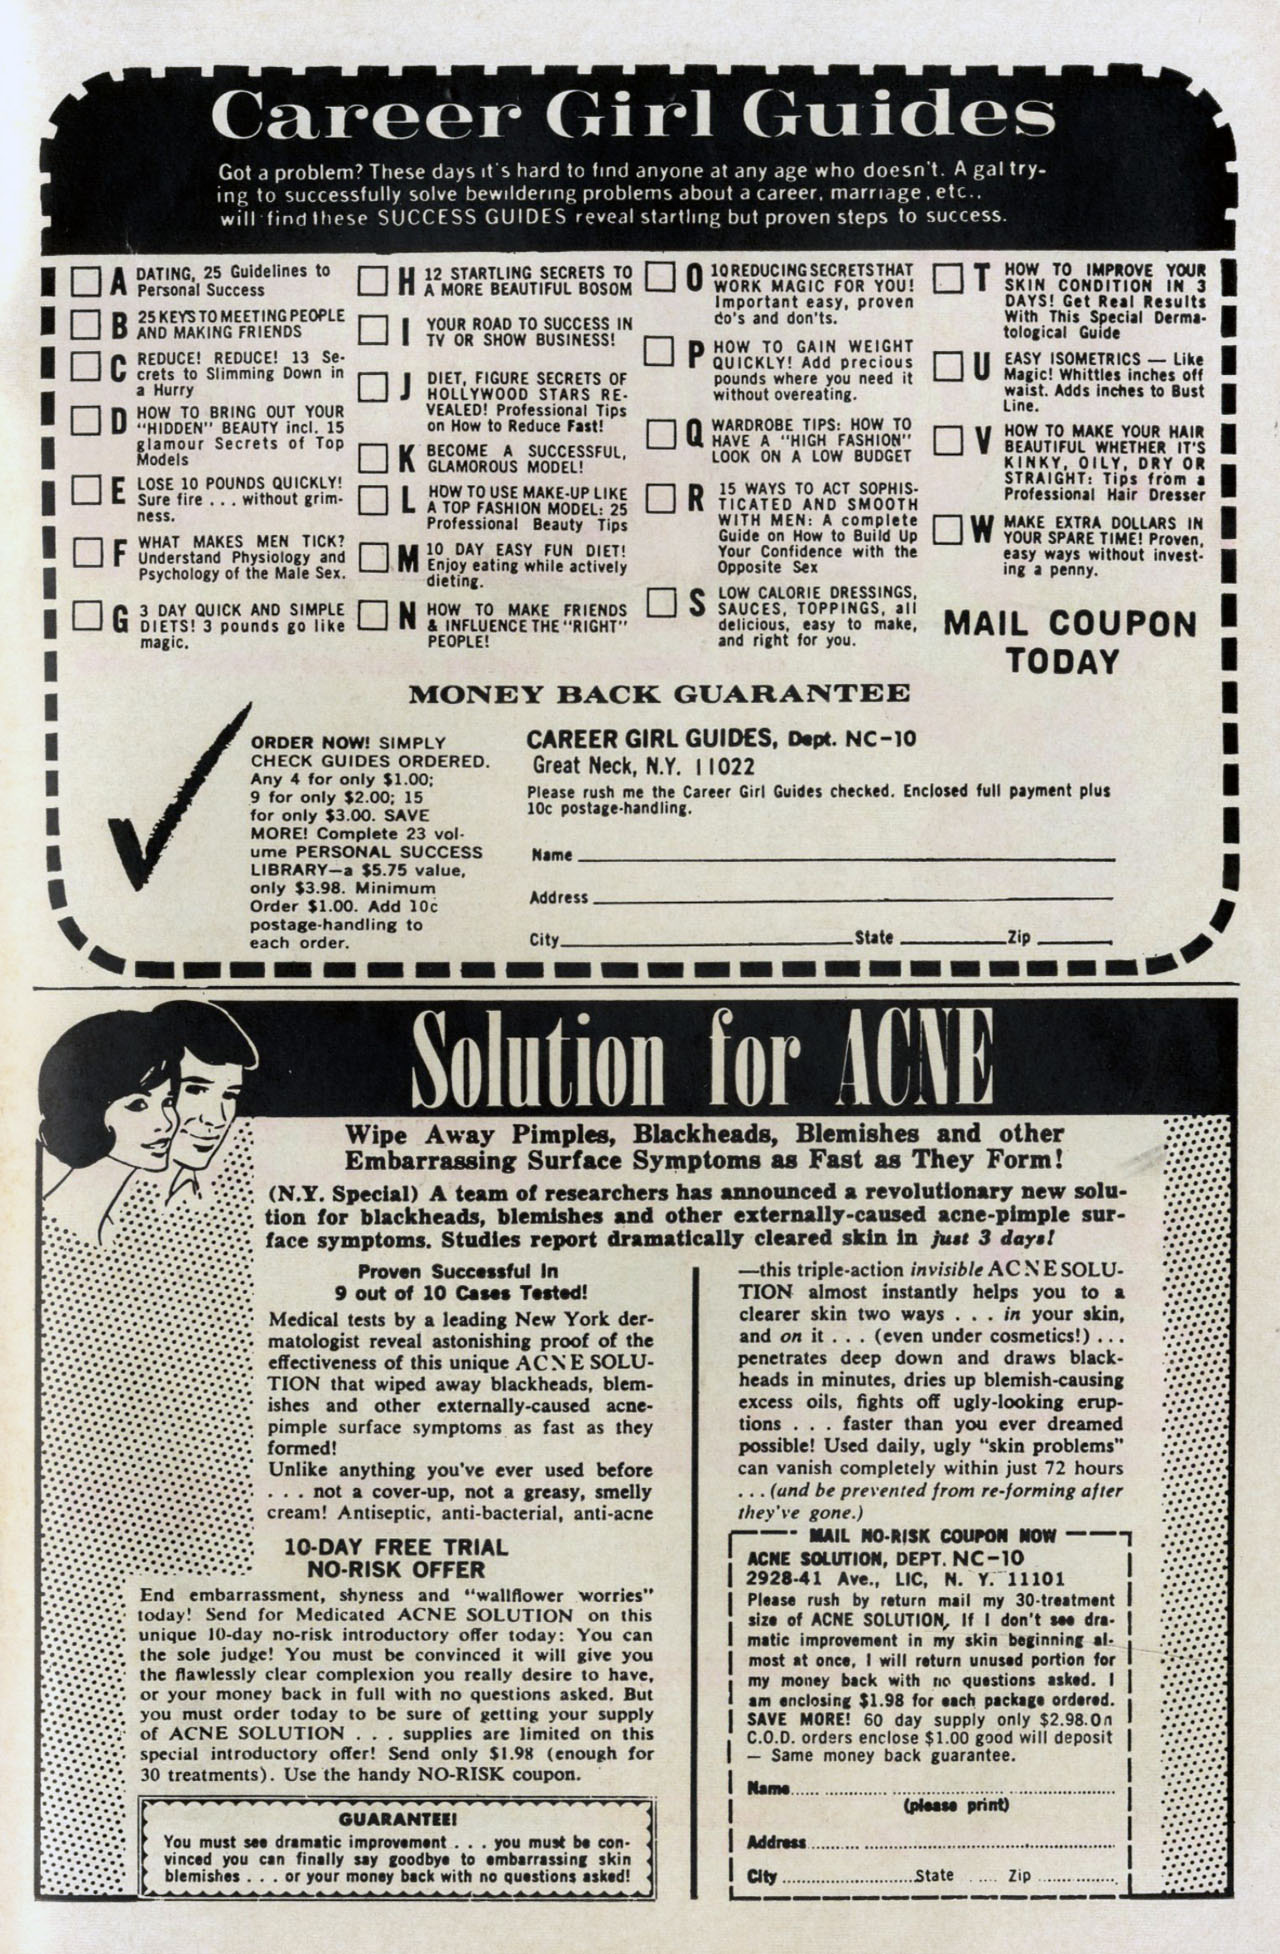 Career Girl Guides
Got a problem? These days it's hard to find anyone at any age who doesn't. A gal try-
ing to successfully solve bewildering problems about a career, marriage, etc..
will find these SUCCESS GUIDES reveal startling but proven steps to success.
A DATING, 25 Guidelines to
Personal Success
B 25 KEYS TO MEETING PEOPLE
AND MAKING FRIENDS
C REDUCE! REDUCE! 13 Se-
crets to Slimming Down in
a Hurry
D HOW TO BRING OUT YOUR
"HIDDEN" BEAUTY incl. 15
glamour Secrets of Top
Models
E LOSE 10 POUNDS QUICKLY!
Sure fire . . . without grim-
ness.
F WHAT MAKES MEN TICK?
Understand Physiology and
Psychology of the Male Sex.
G 3 DAY QUICK AND SIMPLE
DIETS! 3 pounds go like
magic.
H 12 STARTLING SECRETS TO
A MORE BEAUTIFUL BOSOM
I YOUR ROAD TO SUCCESS IN
TV OR SHOW BUSINESS!
J DIET, FIGURE SECRETS OF
HOLLYWOOD STARS RE-
VEALED! Professional Tips
on How to Reduce Fast!
K BECOME A SUCCESSFUL,
GLAMOROUS MODEL!
L HOW TO USE MAKE-UP LIKE
A TOP FASHION MODEL: 25
Professional Beauty Tips
M 10 DAY EASY FUN DIET!
Enjoy eating while actively
dieting.
N HOW TO MAKE FRIENDS
& INFLUENCE THE "RIGHT"
PEOPLE!
O 10 REDUCING SECRETS THAT
WORK MAGIC FOR YOU!
Important easy, proven
do's and don'ts.
P HOW TO GAIN WEIGHT
QUICKLY! Add precious
pounds where you need it
without overeating.
Q WARDROBE TIPS: HOW TO
HAVE A "HIGH FASHION"
LOOK ON A LOW BUDGET
R 15 WAYS TO ACT SOPHIS-
TICATED AND SMOOTH
WITH MEN: A complete
Guide on How to Build Up
Your Confidence with the
Opposite Sex
S LOW CALORIE DRESSINGS,
SAUCES, TOPPINGS, all
delicious, easy to make,
and right for you.
T HOW TO IMPROVE YOUR
SKIN CONDITION IN 3
DAYS! Get Real Results
With This Special Derma-
tological Guide
U EASY ISOMETRICS — Like
Magic! Whittles inches off
waist. Adds inches to Bust
Line.
V HOW TO MAKE YOUR HAIR
BEAUTIFUL WHETHER IT'S
KINKY, OILY, DRY OR
STRAIGHT: Tips from a
Professional Hair Dresser
W MAKE EXTRA DOLLARS IN
YOUR SPARE TIME! Proven,
easy ways without invest-
ing a penny.
MAIL COUPON
TODAY
MONEY BACK GUARANTEE
ORDER NOW! SIMPLY
CHECK GUIDES ORDERED.
Any 4 for only $1.00;
9 for only $2.00; 15
for only $3.00. SAVE
MORE! Complete 23 vol-
ume PERSONAL SUCCESS
LIBRARY—a $5.75 value,
only $3.98. Minimum
Order $1.00. Add 10c
postage-handling to
each order.
CAREER GIRL GUIDES, Dept. NC-10
Great Neck, N.Y. 11022
Please rush me the Career Girl Guides checked. Enclosed full payment plus
10c postage-handling.
Name
Address
City State Zip
Solution for ACNE
Wipe Away Pimples, Blackheads, Blemishes and other
Embarrassing Surface Symptoms as Fast as They Form!
(N.Y. Special) A team of researchers has announced a revolutionary new solu-
tion for blackheads, blemishes and other externally-caused acne-pimple sur-
face symptoms. Studies report dramatically cleared skin in just 3 days!
Proven Successful In
9 out of 10 Cases Tested!
Medical tests by a leading New York der-
matologist reveal astonishing proof of the
effectiveness of this unique ACNE SOLU-
TION that wiped away blackheads, blem-
ishes and other externally-caused acne-
pimple surface symptoms as fast as they
formed!
Unlike anything you've ever used before
. . . not a cover-up, not a greasy, smelly
cream! Antiseptic, anti-bacterial, anti-acne
10-DAY FREE TRIAL
NO-RISK OFFER
End embarrassment, shyness and "wallflower worries"
today! Send for Medicated ACNE SOLUTION on this
unique 10-day no-risk introductory offer today: You can
the sole judge! You must be convinced it will give you
the flawlessly clear complexion you really desire to have,
or your money back in full with no questions asked. But
you must order today to be sure of getting your supply
of ACNE SOLUTION . . . supplies are limited on this
special introductory offer! Send only $1.98 (enough for
30 treatments). Use the handy NO-RISK coupon.
GUARANTEE!
You must see dramatic improvement . . . you must be con-
vinced you can finally say goodbye to embarrassing skin
blemishes . . . or your money back with no questions asked!
—this triple-action invisible ACNE SOLU-
TION almost instantly helps you to a
clearer skin two ways . . . in your skin,
and on it . . . (even under cosmetics!) . . .
penetrates deep down and draws black-
heads in minutes, dries up blemish-causing
excess oils, fights off ugly-looking erup-
tions . . . faster than you ever dreamed
possible! Used daily, ugly "skin problems"
can vanish completely within just 72 hours
. . . (and be prevented from re-forming after
they've gone.)
MAIL NO-RISK COUPON NOW
ACNE SOLUTION, DEPT. NC-10
2928-41 Ave., LIC, N. Y. 11101
Please rush by return mail my 30-treatment
size of ACNE SOLUTION, If I don't see dra-
matic improvement in my skin beginning al-
most at once, I will return unused portion for
my money back with no questions asked. I
am enclosing $1.98 for each package ordered.
SAVE MORE! 60 day supply only $2.98. On
C.O.D. orders enclose $1.00 good will deposit
— Same money back guarantee.
Name
(please print)
Address
City State Zip